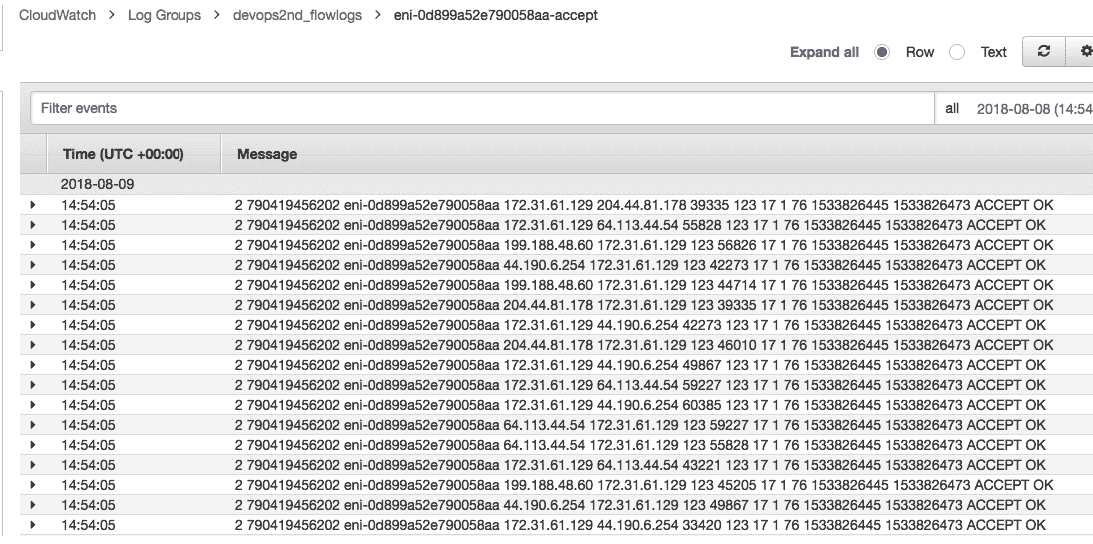 CloudWatch > Log Groups > devops2nd_flowlogs > eni-0d899a52e790058aa-accept
Expand all Row Text
Filter events all 2018-08-08 (14:54
Time (UTC +00:00) Message
2018-08-09
14:54:05 2 790419456202 eni-0d899a52e790058aa 172.31.61.129 204.44.81.178 39335 123 17 1 76 1533826445 1533826473 ACCEPT OK
14:54:05 2 790419456202 eni-0d899a52e790058aa 172.31.61.129 64.113.44.54 55828 123 17 1 76 1533826445 1533826473 ACCEPT OK
14:54:05 2 790419456202 eni-0d899a52e790058aa 199.188.48.60 172.31.61.129 123 56826 17 1 76 1533826445 1533826473 ACCEPT OK
14:54:05 2 790419456202 eni-0d899a52e790058aa 44.190.6.254 172.31.61.129 123 42273 17 1 76 1533826445 1533826473 ACCEPT OK
14:54:05 2 790419456202 eni-0d899a52e790058aa 199.188.48.60 172.31.61.129 123 44714 17 1 76 1533826445 1533826473 ACCEPT OK
14:54:05 2 790419456202 eni-0d899a52e790058aa 204.44.81.178 172.31.61.129 123 39335 17 1 76 1533826445 1533826473 ACCEPT OK
14:54:05 2 790419456202 eni-0d899a52e790058aa 172.31.61.129 44.190.6.254 42273 123 17 1 76 1533826445 1533826473 ACCEPT OK
14:54:05 2 790419456202 eni-0d899a52e790058aa 204.44.81.178 172.31.61.129 123 46010 17 1 76 1533826445 1533826473 ACCEPT OK
14:54:05 2 790419456202 eni-0d899a52e790058aa 172.31.61.129 44.190.6.254 49867 123 17 1 76 1533826445 1533826473 ACCEPT OK
14:54:05 2 790419456202 eni-0d899a52e790058aa 172.31.61.129 64.113.44.54 59227 123 17 1 76 1533826445 1533826473 ACCEPT OK
14:54:05 2 790419456202 eni-0d899a52e790058aa 172.31.61.129 44.190.6.254 60385 123 17 1 76 1533826445 1533826473 ACCEPT OK
14:54:05 2 790419456202 eni-0d899a52e790058aa 64.113.44.54 172.31.61.129 123 59227 17 1 76 1533826445 1533826473 ACCEPT OK
14:54:05 2 790419456202 eni-0d899a52e790058aa 64.113.44.54 172.31.61.129 123 55828 17 1 76 1533826445 1533826473 ACCEPT OK
14:54:05 2 790419456202 eni-0d899a52e790058aa 172.31.61.129 64.113.44.54 43221 123 17 1 76 1533826445 1533826473 ACCEPT OK
14:54:05 2 790419456202 eni-0d899a52e790058aa 199.188.48.60 172.31.61.129 123 45205 17 1 76 1533826445 1533826473 ACCEPT OK
14:54:05 2 790419456202 eni-0d899a52e790058aa 44.190.6.254 172.31.61.129 123 49867 17 1 76 1533826445 1533826473 ACCEPT OK
14:54:05 2 790419456202 eni-0d899a52e790058aa 172.31.61.129 44.190.6.254 33420 123 17 1 76 1533826445 1533826473 ACCEPT OK